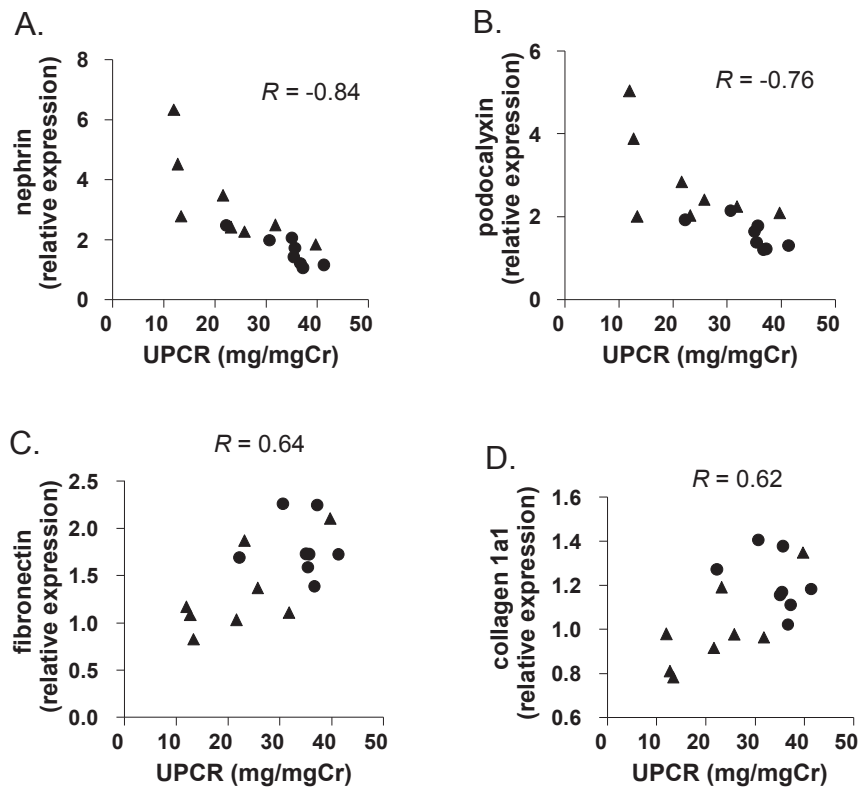 A.
nephrin
(relative expression)
8
6
4
2
0
R = -0.84
0 10 20 30 40 50
UPCR (mg/mgCr)
B.
podocalyxin
(relative expression)
6
4
2
0
R = -0.76
0 10 20 30 40 50
UPCR (mg/mgCr)
C.
R = 0.64
fibronectin
(relative expression)
2.5
2.0
1.5
1.0
0.5
0.0
0 10 20 30 40 50
UPCR (mg/mgCr)
D.
R = 0.62
collagen 1a1
(relative expression)
1.6
1.4
1.2
1.0
0.8
0.6
0 10 20 30 40 50
UPCR (mg/mgCr)